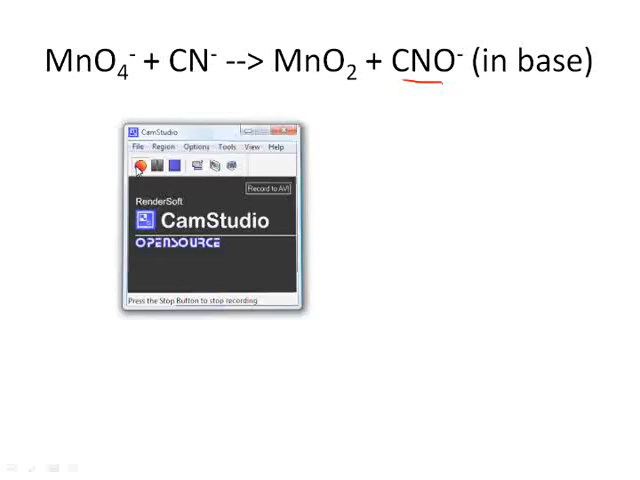 MnO₄⁻ + CN⁻ --> MnO₂ + CNO⁻ (in base)
CamStudio
File Region Options Tools View Help
Record to AVI
RenderSoft
CamStudio
OPENSOURCE
Press the Stop Button to stop recording